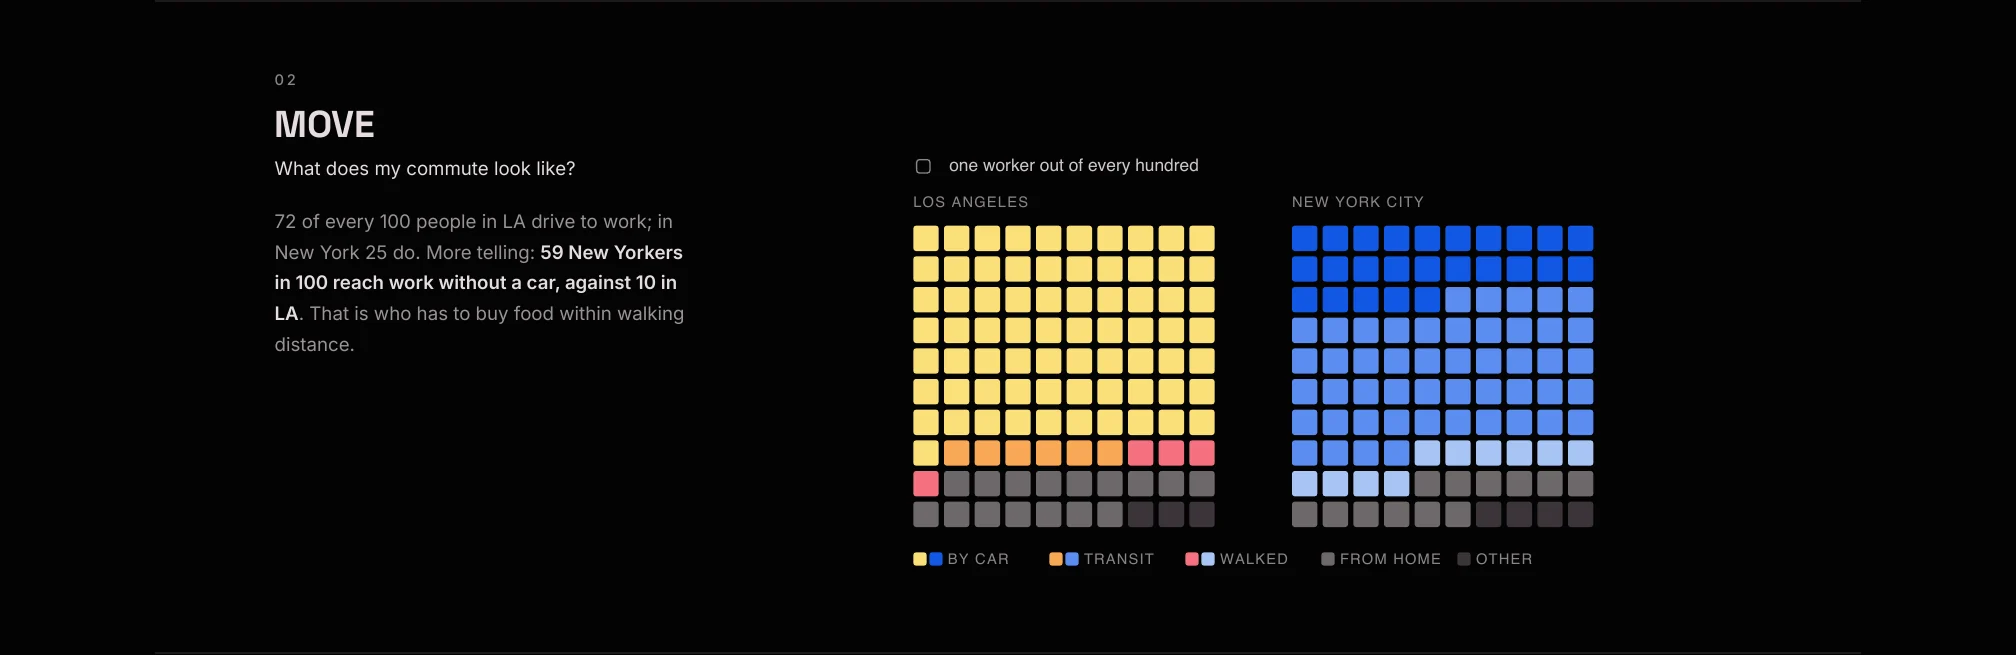 02
MOVE
What does my commute look like?
72 of every 100 people in LA drive to work; in
New York 25 do. More telling: 59 New Yorkers
in 100 reach work without a car, against 10 in
LA. That is who has to buy food within walking
distance.
one worker out of every hundred
LOS ANGELES
NEW YORK CITY
BY CAR TRANSIT WALKED FROM HOME OTHER